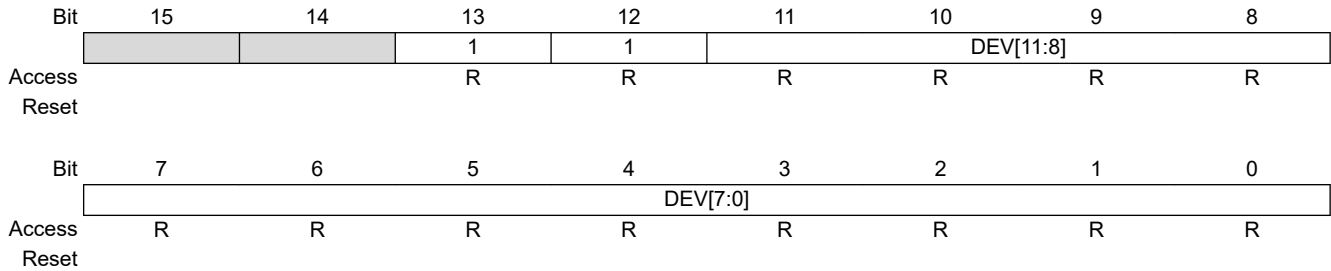 Bit 15 14 13 12 11 10 9 8
1 1 DEV[11:8]
Access R R R R R R
Reset
Bit 7 6 5 4 3 2 1 0
DEV[7:0]
Access R R R R R R R R
Reset